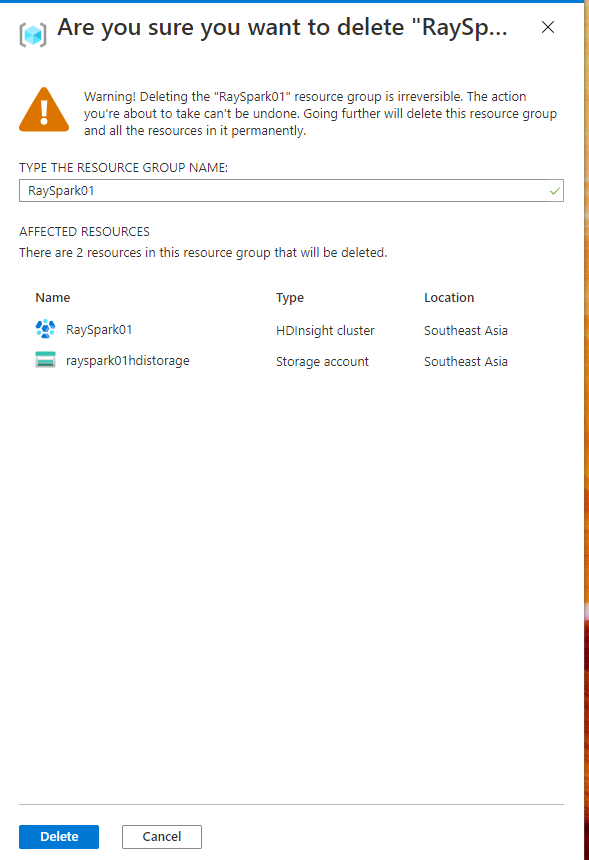 Are you sure you want to delete "RaySp...
Warning! Deleting the "RaySpark01" resource group is irreversible. The action
you're about to take can't be undone. Going further will delete this resource group
and all the resources in it permanently.
TYPE THE RESOURCE GROUP NAME:
RaySpark01
AFFECTED RESOURCES
There are 2 resources in this resource group that will be deleted.
Name Type Location
RaySpark01 HDInsight cluster Southeast Asia
rayspark01hdistorage Storage account Southeast Asia
Delete Cancel